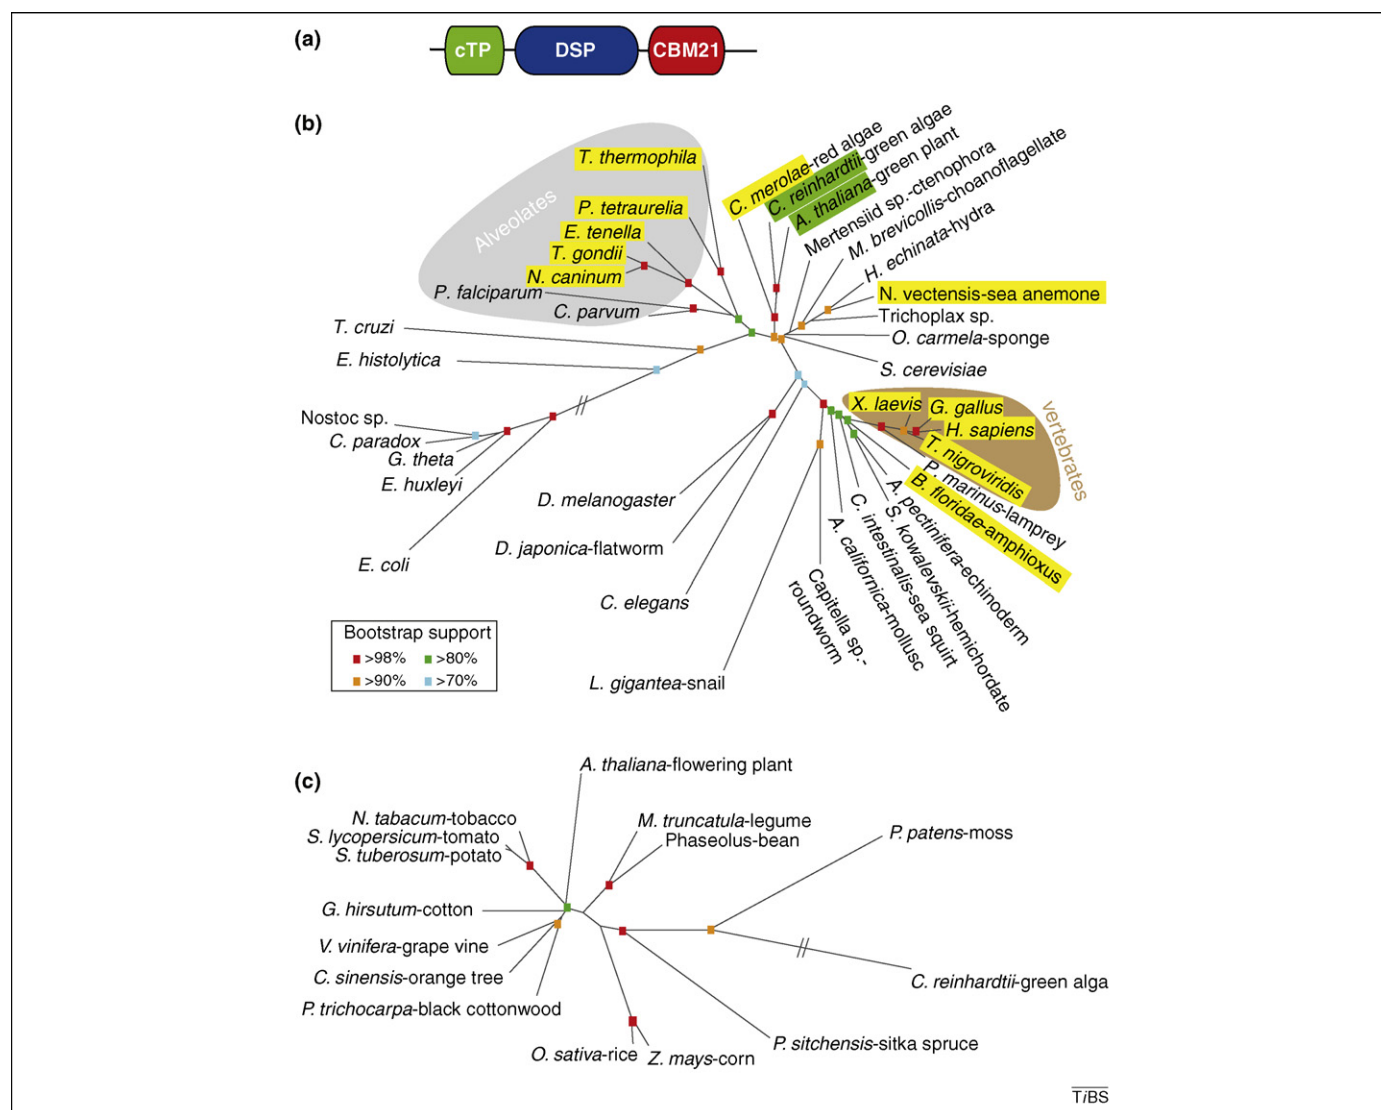 (a)
cTP
DSP
CBM21
(b)
Alveolates
T. thermophila
P. tetraurelia
E. tenella
T. gondii
N. caninum
P. falciparum
C. parvum
T. cruzi
E. histolytica
Nostoc sp.
C. paradox
G. theta
E. huxleyi
E. coli
C. merolae-red algae
C. reinhardtii-green algae
A. thaliana-green plant
Mertensiid sp.-ctenophora
M. brevicollis-choanoflagellate
H. echinata-hydra
N. vectensis-sea anemone
Trichoplax sp.
O. carmela-sponge
S. cerevisiae
vertebrates
X. laevis
G. gallus
H. sapiens
T. nigroviridis
P. marinus-lamprey
B. floridae-amphioxus
A. pectinifera-echinoderm
S. kowalevskii-hemichordate
C. intestinalis-sea squirt
A. californica-mollusc
Capitella sp.-
roundworm
L. gigantea-snail
C. elegans
D. japonica-flatworm
D. melanogaster
Bootstrap support
>98% >80%
>90% >70%
(c)
A. thaliana-flowering plant
N. tabacum-tobacco
S. lycopersicum-tomato
S. tuberosum-potato
G. hirsutum-cotton
V. vinifera-grape vine
C. sinensis-orange tree
P. trichocarpa-black cottonwood
M. truncatula-legume
Phaseolus-bean
P. patens-moss
C. reinhardtii-green alga
P. sitchensis-sitka spruce
O. sativa-rice
Z. mays-corn
TiBS